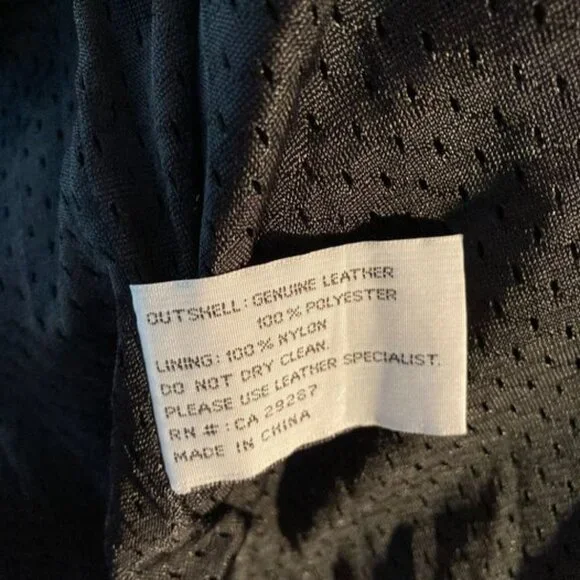 OUTSHELL: GENUINE LEATHER
100% POLYESTER
LINING: 100% NYLON
DO NOT DRY CLEAN.
PLEASE USE LEATHER SPECIALIST.
RN #: CA 29287
MADE IN CHINA